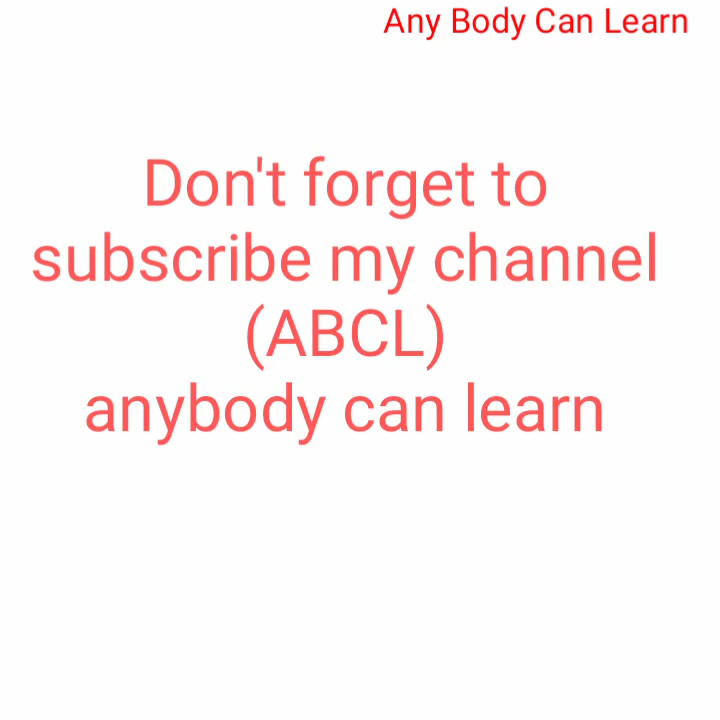 Any Body Can Learn
Don't forget to
subscribe my channel
(ABCL)
anybody can learn